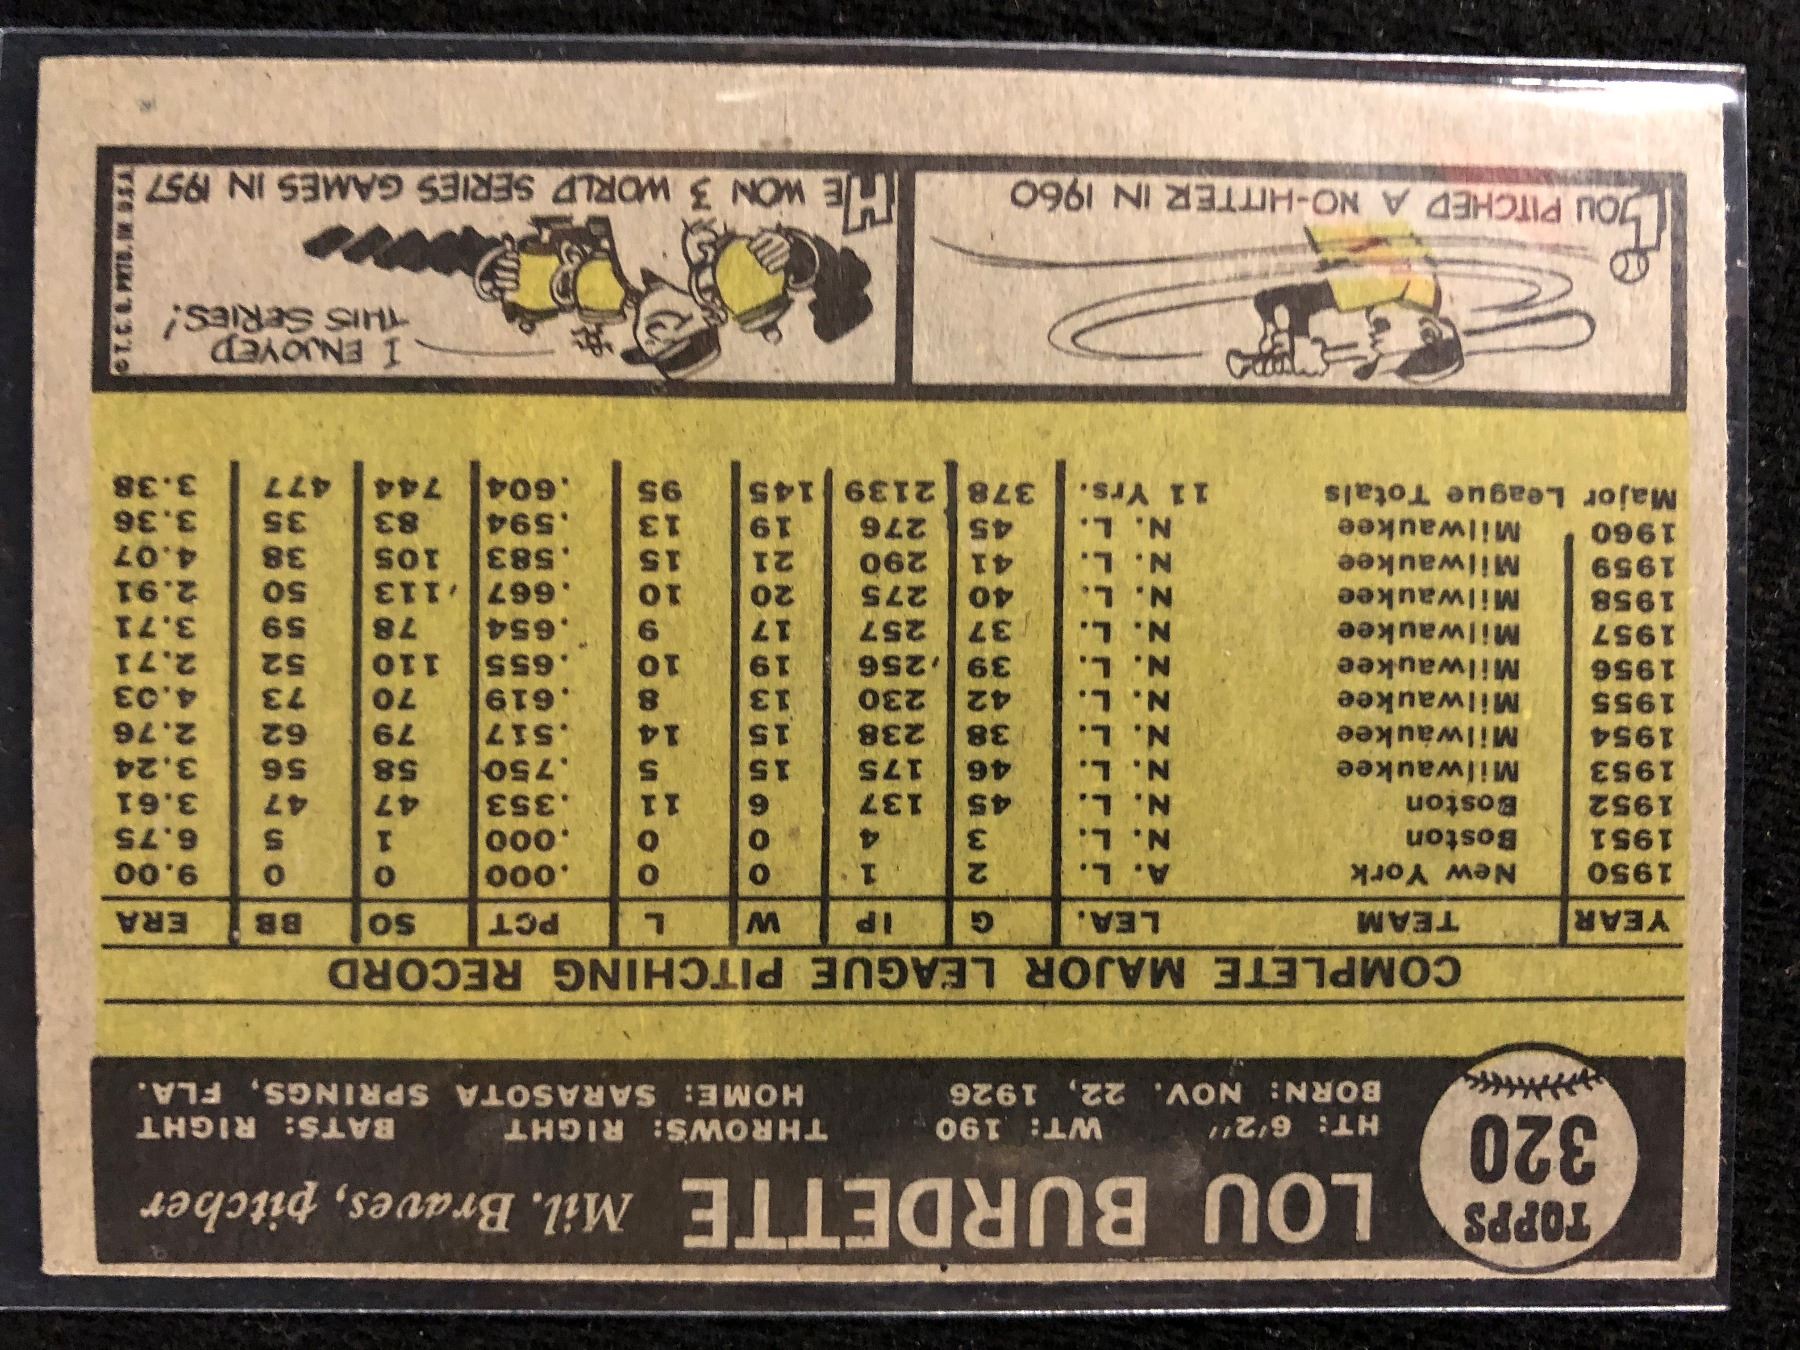 TOPPS
320
LOU BURDETTE Mil. Braves, pitcher
HT: 6'2" WT: 190 THROWS: RIGHT BATS: RIGHT
BORN: NOV. 22, 1926 HOME: SARASOTA SPRINGS, FLA.
COMPLETE MAJOR LEAGUE PITCHING RECORD
YEAR TEAM LEA. G IP W L PCT SO BB ERA
1950 New York A. L. 2 1 0 0 .000 0 0 9.00
1951 Boston N. L. 3 4 0 0 .000 1 5 6.75
1952 Boston N. L. 45 137 6 11 .353 47 47 3.61
1953 Milwaukee N. L. 46 175 15 5 .750 58 56 3.24
1954 Milwaukee N. L. 38 238 15 14 .517 79 62 2.76
1955 Milwaukee N. L. 42 230 13 8 .619 70 73 4.03
1956 Milwaukee N. L. 39 256 19 10 .655 110 52 2.71
1957 Milwaukee N. L. 37 257 17 9 .654 78 59 3.71
1958 Milwaukee N. L. 40 275 20 10 .667 113 50 2.91
1959 Milwaukee N. L. 41 290 21 15 .583 105 38 4.07
1960 Milwaukee N. L. 45 276 19 13 .594 83 35 3.36
Major League Totals 11 Yrs. 378 2139 145 95 .604 744 477 3.38
LOU PITCHED A NO-HITTER IN 1960
I ENJOYED
THIS SERIES!
HE WON 3 WORLD SERIES GAMES IN 1957
© T. C. G. PRTD. IN U.S.A.